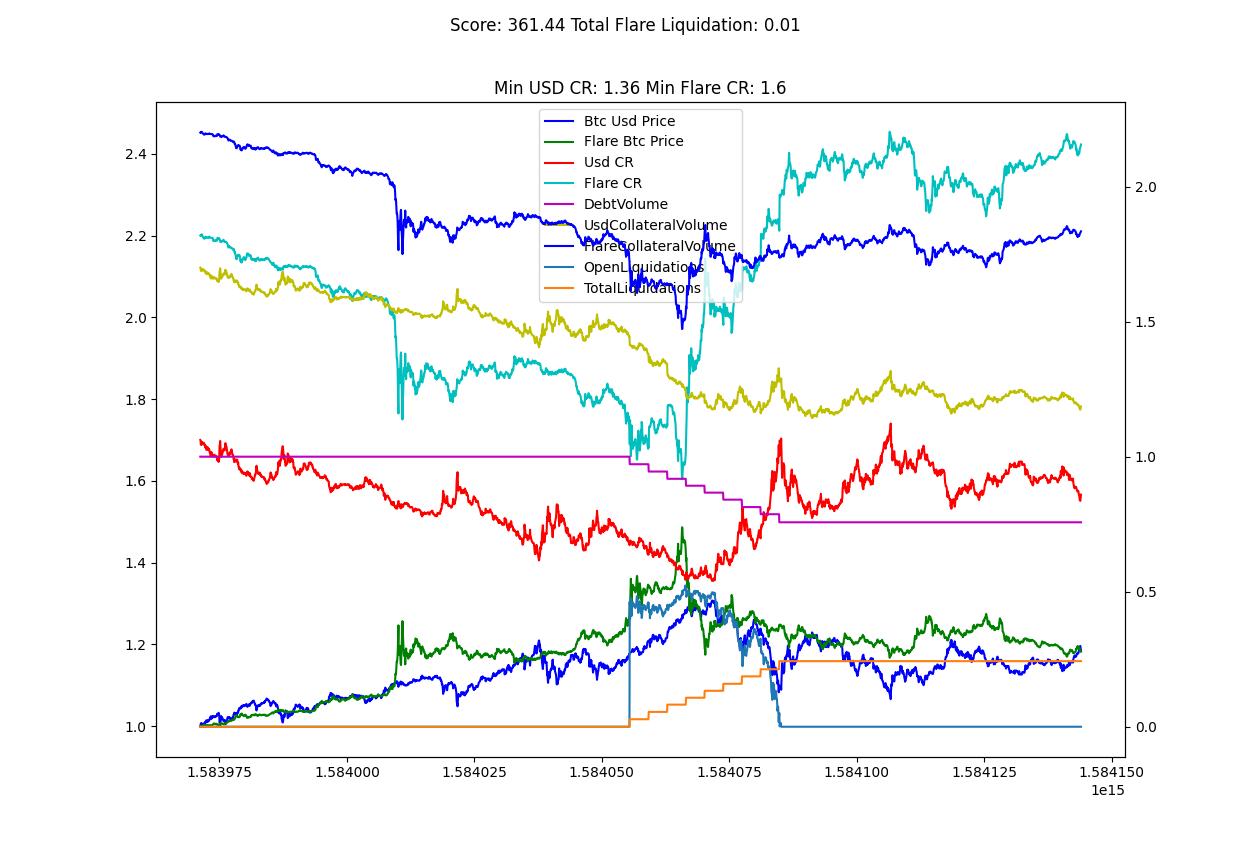 Score: 361.44 Total Flare Liquidation: 0.01
Min USD CR: 1.36 Min Flare CR: 1.6
Btc Usd Price
Flare Btc Price
Usd CR
Flare CR
DebtVolume
UsdCollateralVolume
FlareCollateralVolume
OpenLiquidations
TotalLiquidations
2.4
2.2
2.0
1.8
1.6
1.4
1.2
1.0
2.0
1.5
1.0
0.5
0.0
1.583975 1.584000 1.584025 1.584050 1.584075 1.584100 1.584125 1.584150
1e15